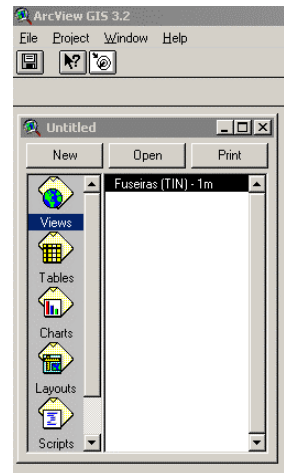 ArcView GIS 3.2
File Project Window Help
Untitled
New Open Print
Fuseiras (TIN) - 1m
Views
Tables
Charts
Layouts
Scripts